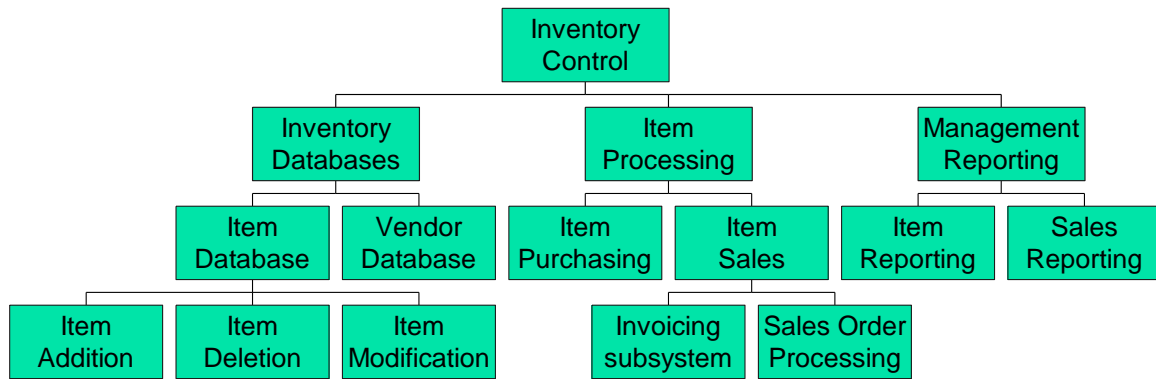 Inventory
Control
Inventory
Databases
Item
Processing
Management
Reporting
Item
Database
Vendor
Database
Item
Purchasing
Item
Sales
Item
Reporting
Sales
Reporting
Item
Addition
Item
Deletion
Item
Modification
Invoicing
subsystem
Sales Order
Processing